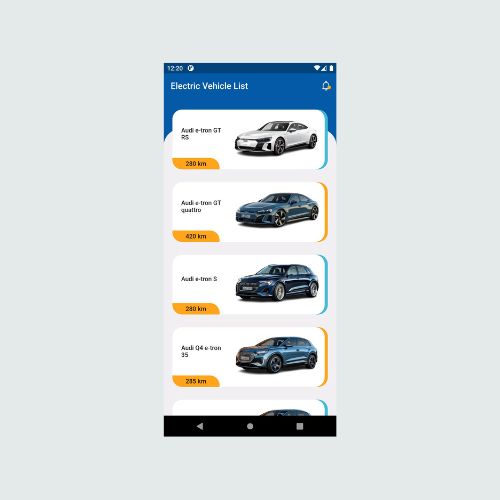 12:20
Electric Vehicle List
Audi e-tron GT
RS
280 km
Audi e-tron GT
quattro
420 km
Audi e-tron S
280 km
Audi Q4 e-tron
35
285 km